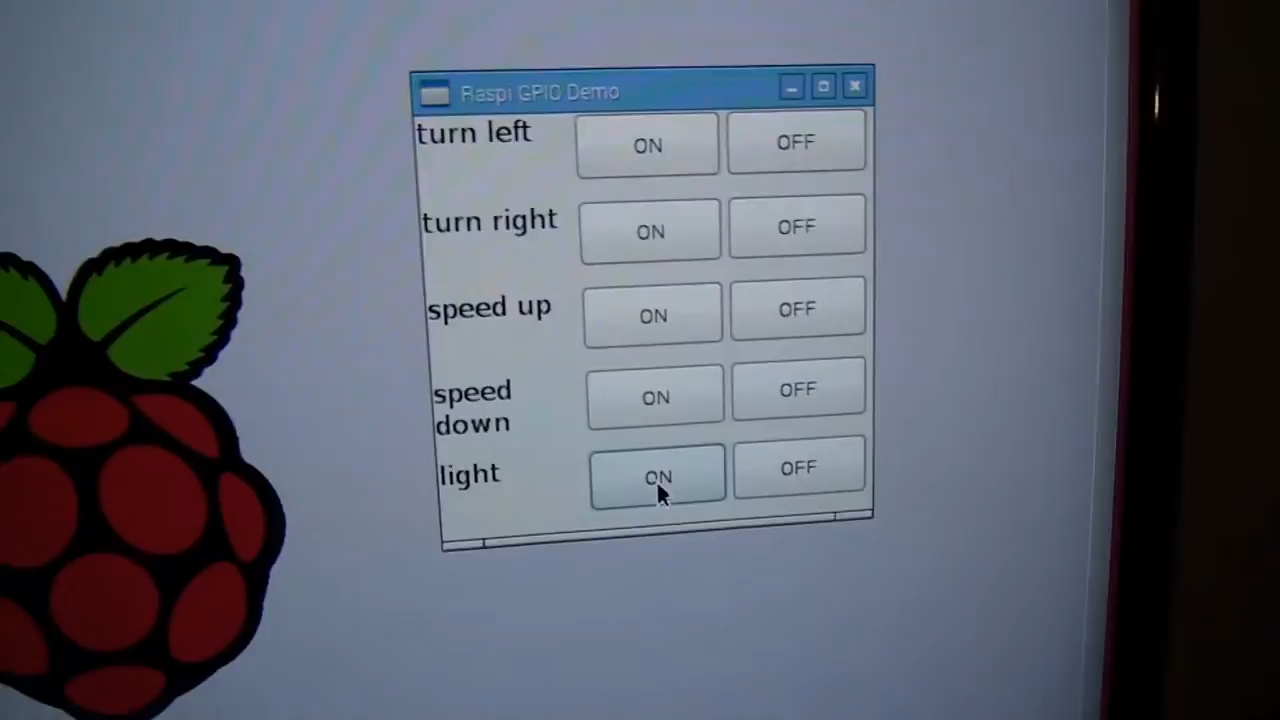 Raspi GPIO Demo
turn left ON OFF
turn right ON OFF
speed up ON OFF
speed
down ON OFF
light ON OFF